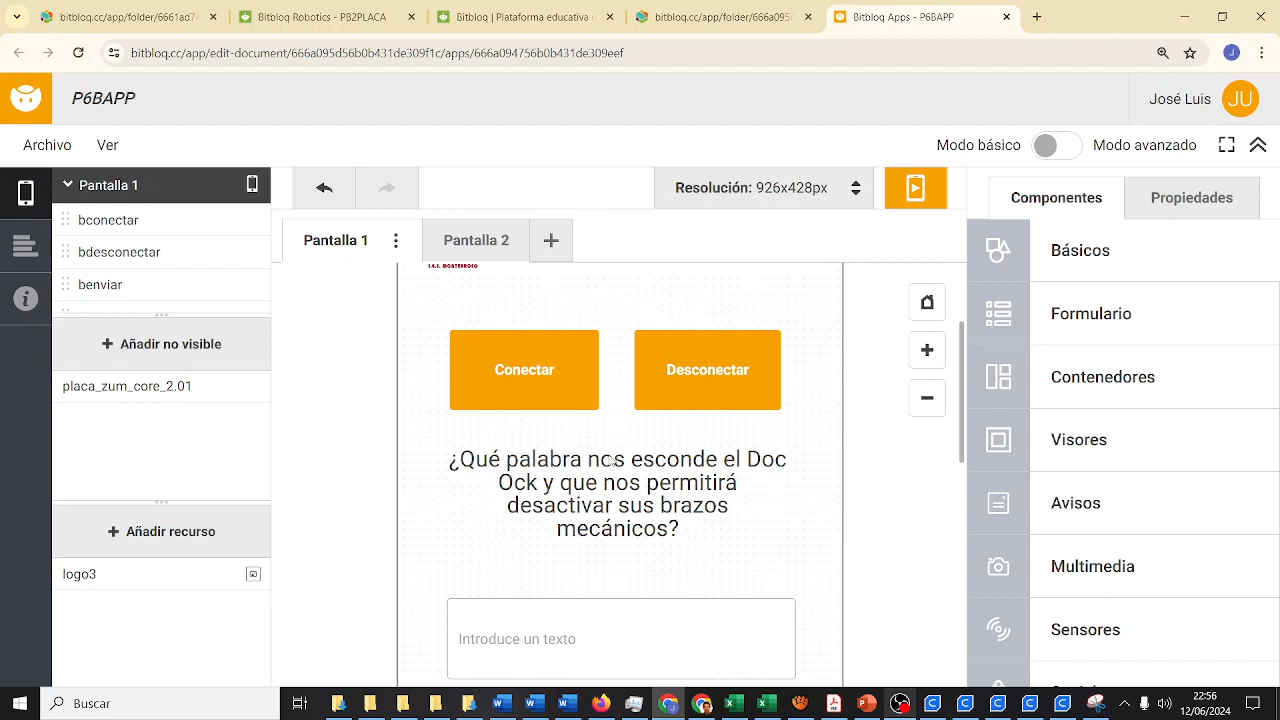 bitbloq.cc/app/folder/6661ad7
Bitbloq Robotics - PB2PLACA
Bitbloq | Plataforma educativa
bitbloq.cc/app/folder/666a095
Bitbloq Apps - P6BAPP
bitbloq.cc/app/edit-document/666a095d56b0b431de309f1c/apps/666a094756b0b431de309eef
J
P6BAPP
José Luis
JU
Archivo
Ver
Modo básico
Modo avanzado
Pantalla 1
Resolución: 926x428px
Componentes
Propiedades
bconectar
bdesconectar
benviar
Pantalla 1
Pantalla 2
Añadir no visible
placa_zum_core_2.01
Añadir recurso
logo3
I.E.S. MONTERROSO
Conectar
Desconectar
¿Qué palabra nos esconde el Doc
Ock y que nos permitirá
desactivar sus brazos
mecánicos?
Introduce un texto
Básicos
Formulario
Contenedores
Visores
Avisos
Multimedia
Sensores
Buscar
22:56
12/06/2024